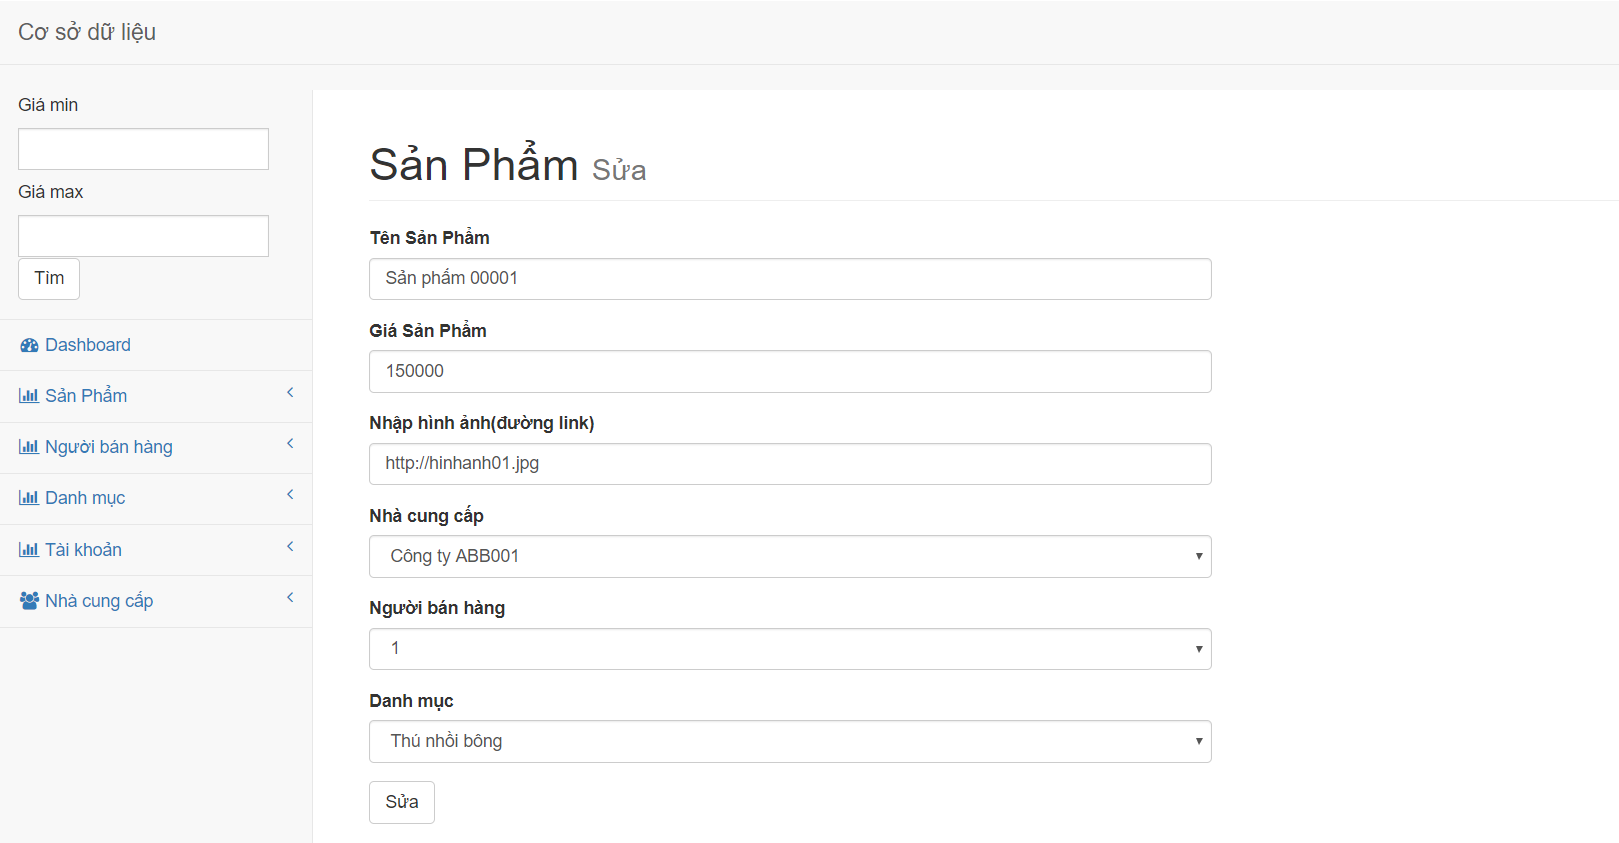 Cơ sở dữ liệu
Giá min
Giá max
Tìm
Dashboard
Sản Phẩm
Người bán hàng
Danh mục
Tài khoản
Nhà cung cấp
Sản Phẩm Sửa
Tên Sản Phẩm
Sản phẩm 00001
Giá Sản Phẩm
150000
Nhập hình ảnh(đường link)
http://hinhanh01.jpg
Nhà cung cấp
Công ty ABB001
Người bán hàng
1
Danh mục
Thú nhồi bông
Sửa